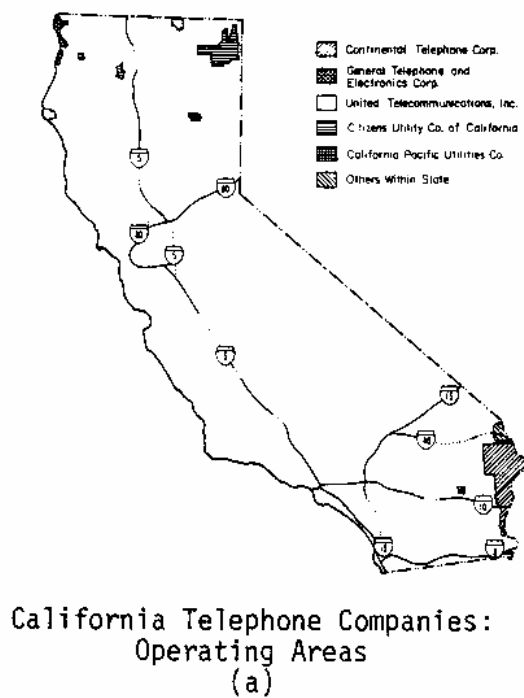 Continental Telephone Corp.
General Telephone and
Electronics Corp.
United Telecommunications, Inc.
Citizens Utility Co. of California
California Pacific Utilities Co.
Others Within State
5
80
80
5
5
15
40
10
8
California Telephone Companies:
Operating Areas
(a)